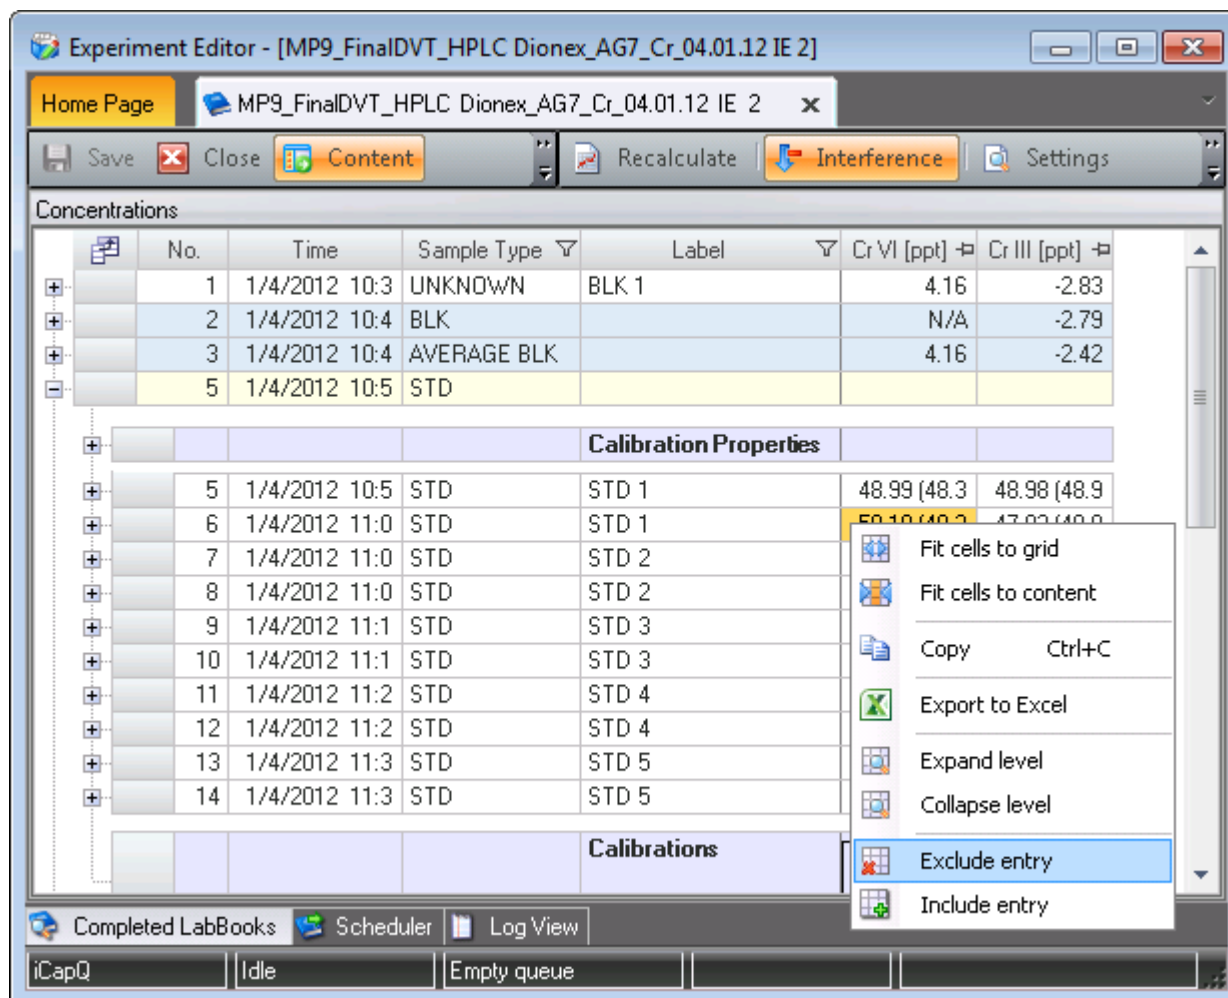 Experiment Editor - [MP9_FinalDVT_HPLC Dionex_AG7_Cr_04.01.12 IE 2]
Home Page MP9_FinalDVT_HPLC Dionex_AG7_Cr_04.01.12 IE 2
Save Close Content Recalculate Interference Settings
Concentrations
No. Time Sample Type Label Cr VI [ppt] Cr III [ppt]
1 1/4/2012 10:3 UNKNOWN BLK 1 4.16 -2.83
2 1/4/2012 10:4 BLK N/A -2.79
3 1/4/2012 10:4 AVERAGE BLK 4.16 -2.42
5 1/4/2012 10:5 STD
Calibration Properties
5 1/4/2012 10:5 STD STD 1 48.99 (48.3 48.98 (48.9
6 1/4/2012 11:0 STD STD 1
7 1/4/2012 11:0 STD STD 2
8 1/4/2012 11:0 STD STD 2
9 1/4/2012 11:1 STD STD 3
10 1/4/2012 11:1 STD STD 3
11 1/4/2012 11:2 STD STD 4
12 1/4/2012 11:2 STD STD 4
13 1/4/2012 11:3 STD STD 5
14 1/4/2012 11:3 STD STD 5
Calibrations
Fit cells to grid
Fit cells to content
Copy Ctrl+C
Export to Excel
Expand level
Collapse level
Exclude entry
Include entry
Completed LabBooks Scheduler Log View
iCapQ Idle Empty queue